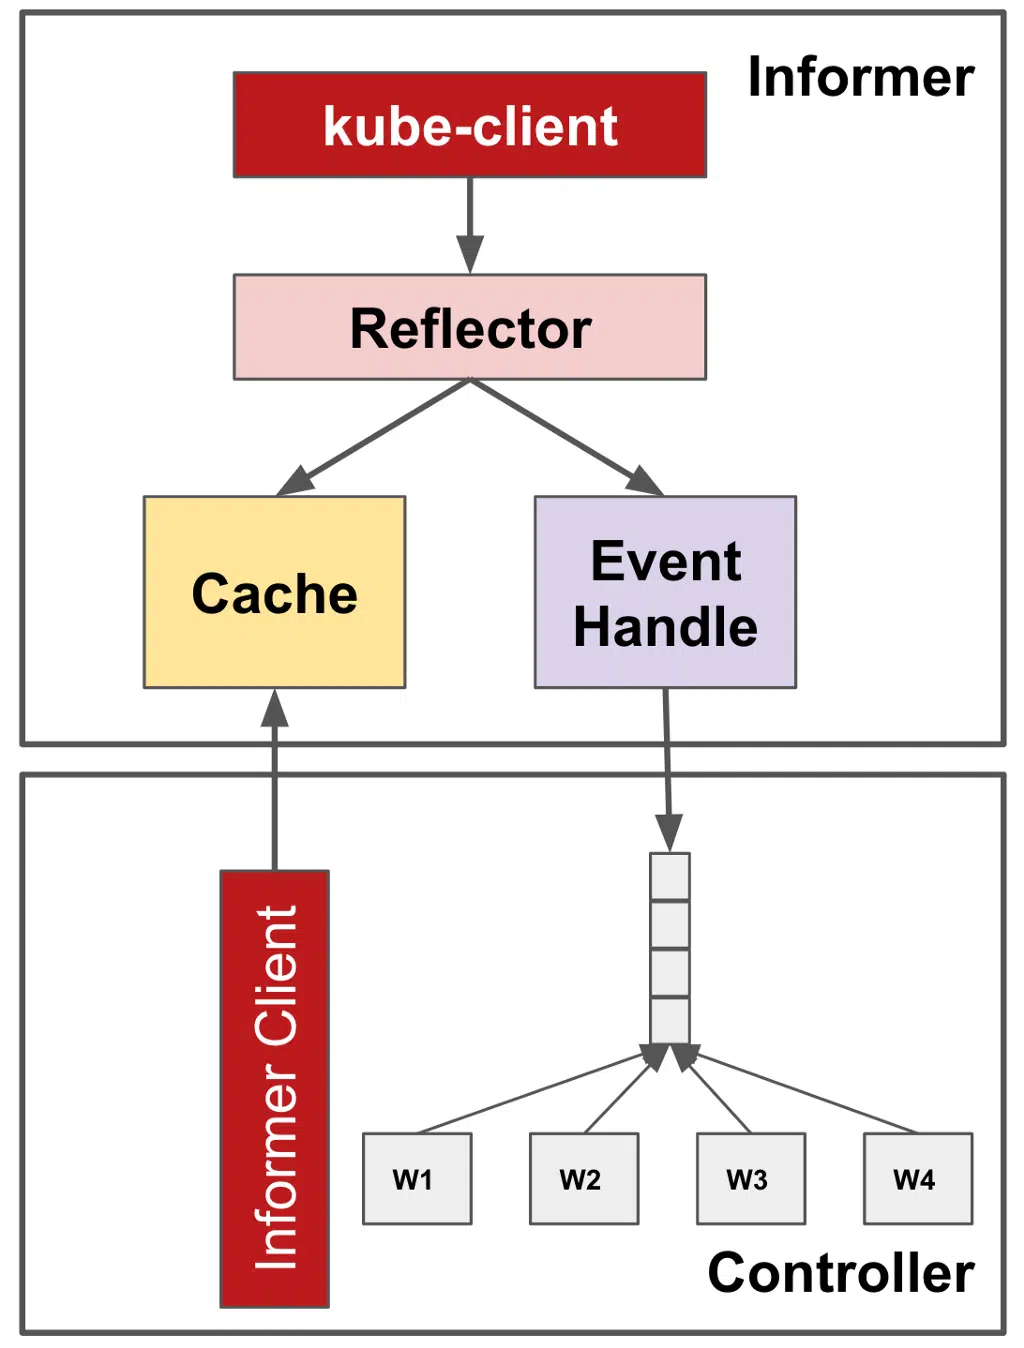 Informer
kube-client
Reflector
Cache
Event
Handle
Informer Client
W1
W2
W3
W4
Controller